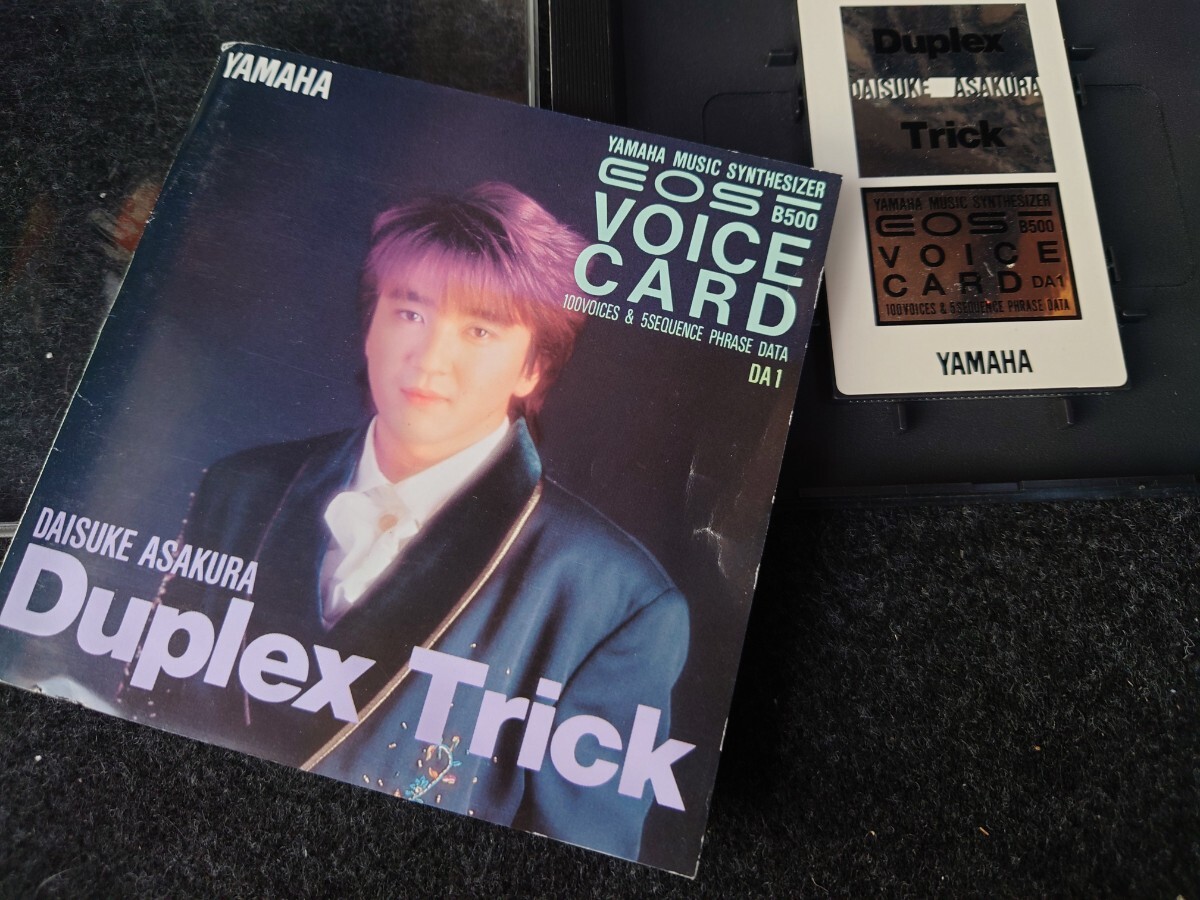 YAMAHA
YAMAHA MUSIC SYNTHESIZER
EOS B500
VOICE
CARD
100VOICES & 5SEQUENCE PHRASE DATA
DA1
DAISUKE ASAKURA
Duplex Trick
Duplex
DAISUKE ASAKURA
Trick
YAMAHA MUSIC SYNTHESIZER
EOS B500
VOICE
CARD DA1
100VOICES & 5SEQUENCE PHRASE DATA
YAMAHA